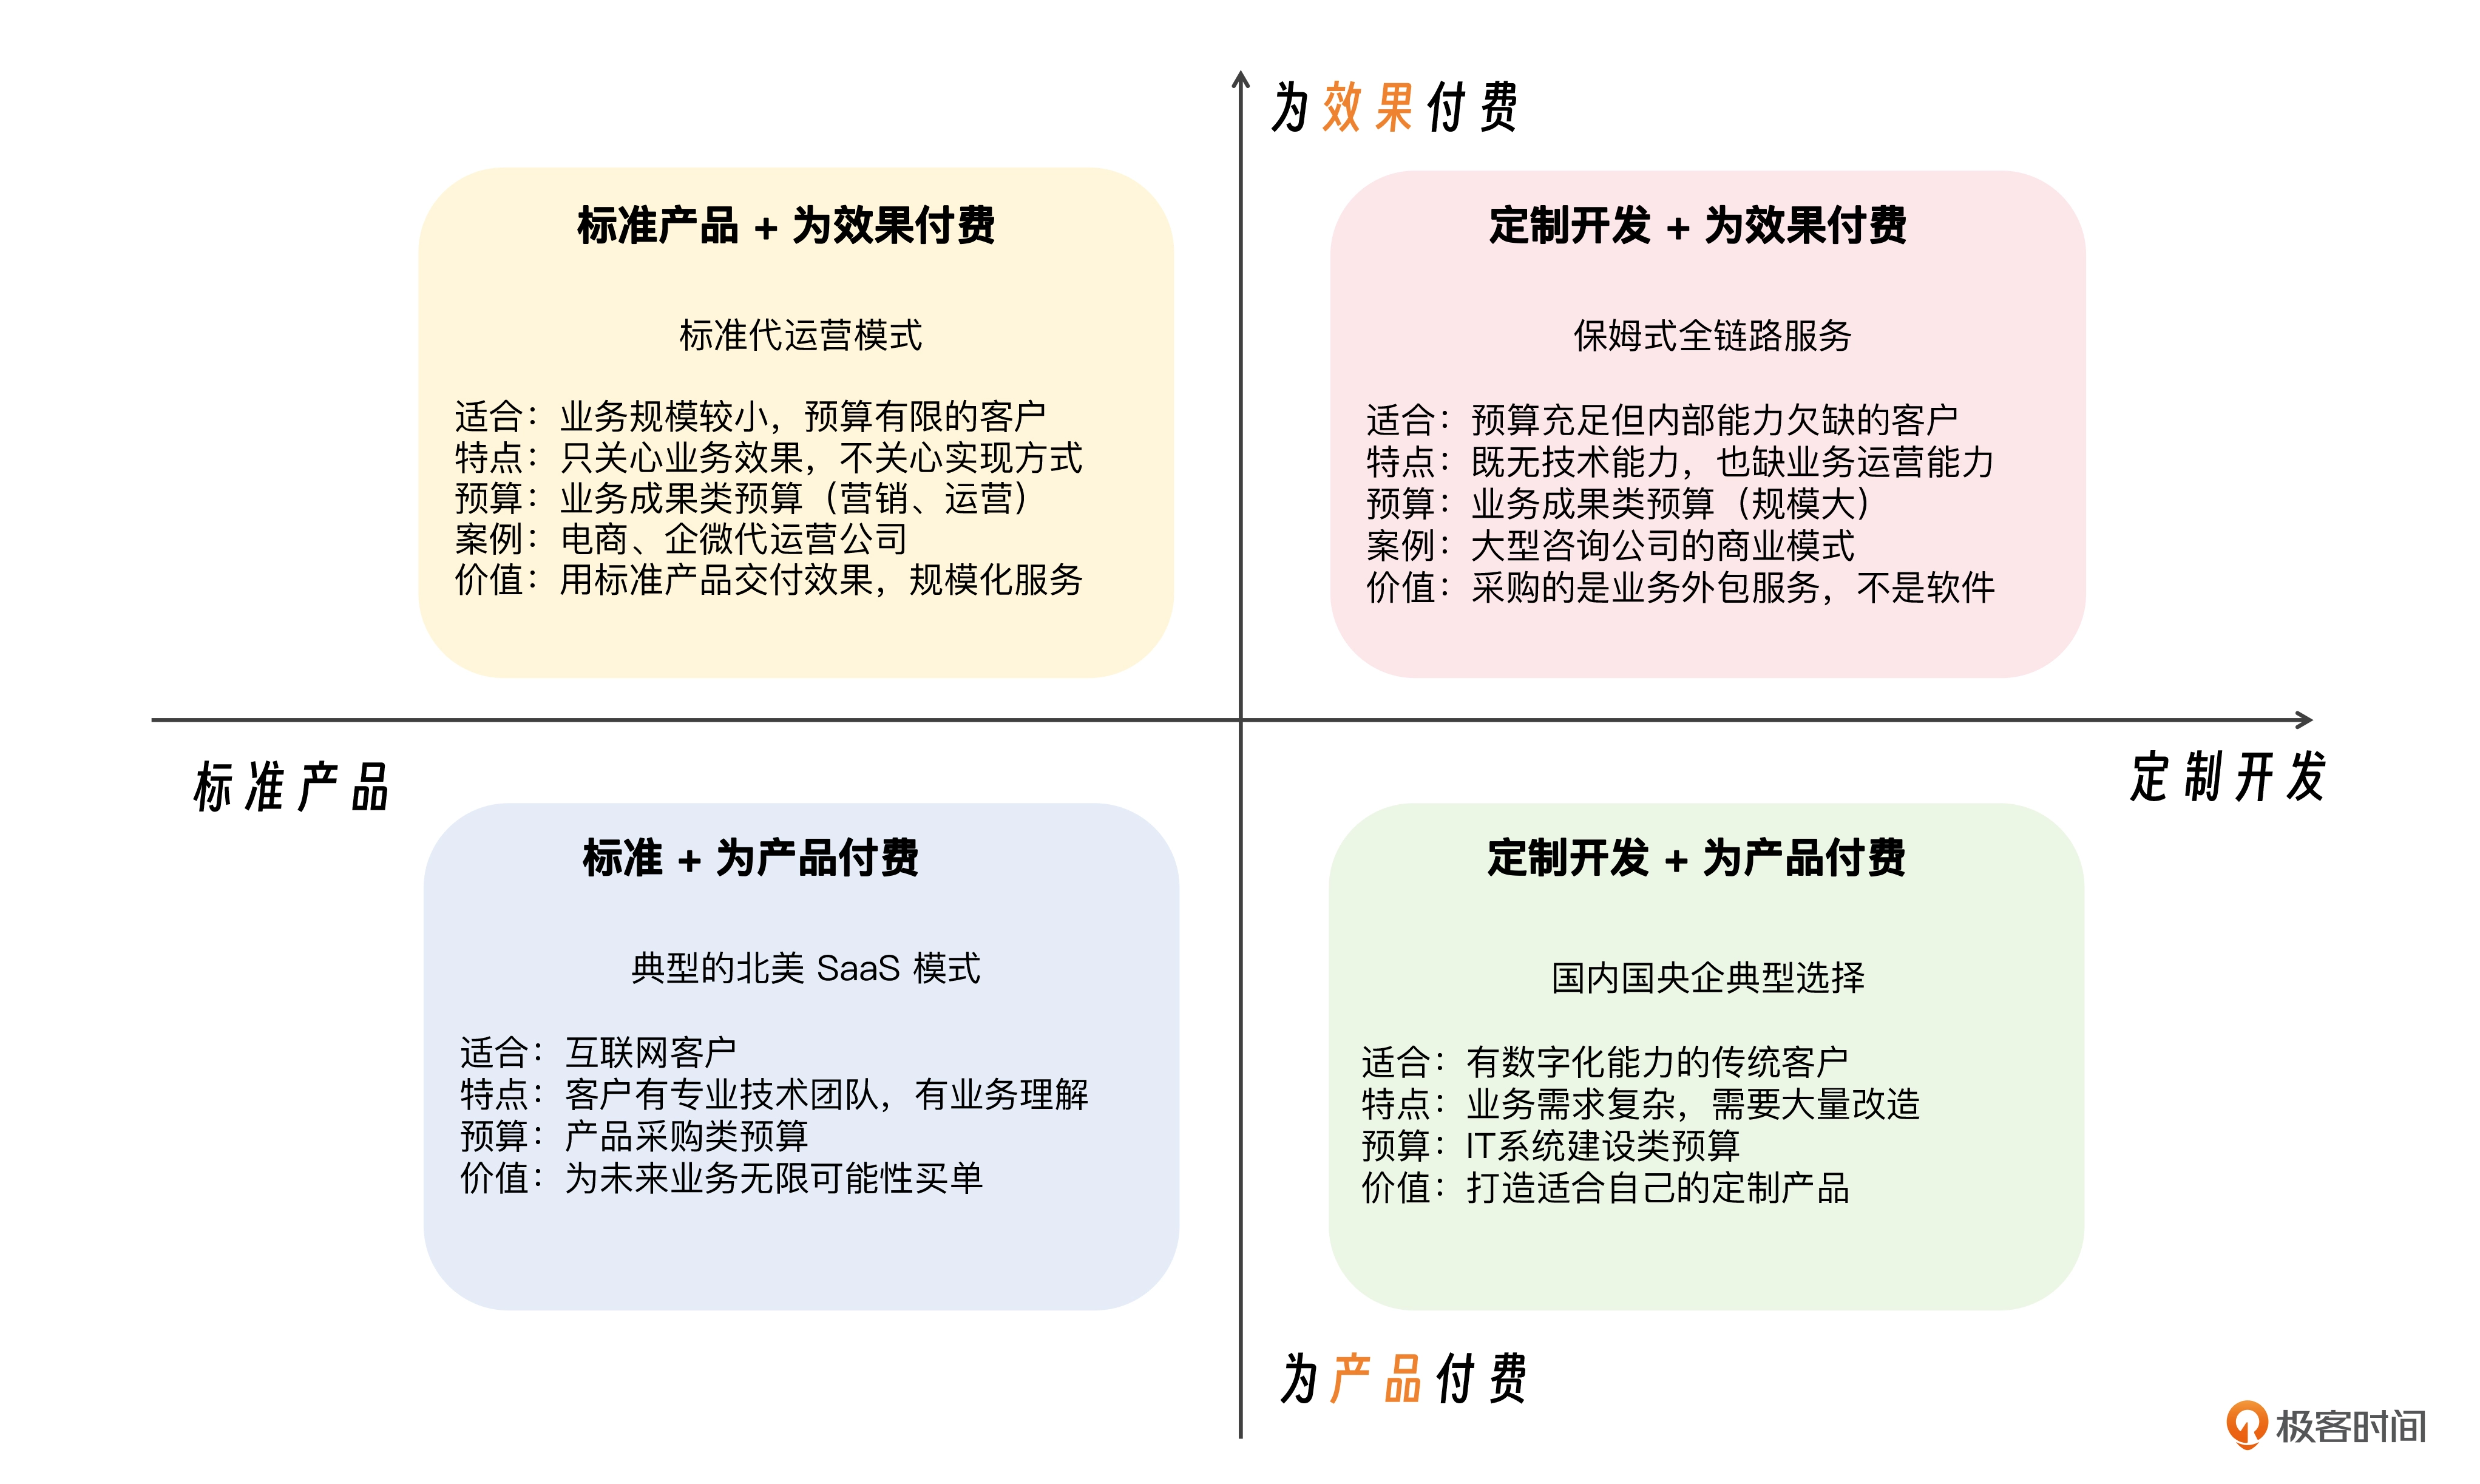 为效果付费
标准产品 + 为效果付费
标准代运营模式
适合：业务规模较小，预算有限的客户
特点：只关心业务效果，不关心实现方式
预算：业务成果类预算（营销、运营）
案例：电商、企微代运营公司
价值：用标准产品交付效果，规模化服务
定制开发 + 为效果付费
保姆式全链路服务
适合：预算充足但内部能力欠缺的客户
特点：既无技术能力，也缺业务运营能力
预算：业务成果类预算（规模大）
案例：大型咨询公司的商业模式
价值：采购的是业务外包服务，不是软件
标准产品
定制开发
标准 + 为产品付费
典型的北美 SaaS 模式
适合：互联网客户
特点：客户有专业技术团队，有业务理解
预算：产品采购类预算
价值：为未来业务无限可能性买单
定制开发 + 为产品付费
国内国央企典型选择
适合：有数字化能力的传统客户
特点：业务需求复杂，需要大量改造
预算：IT系统建设类预算
价值：打造适合自己的定制产品
为产品付费
极客时间